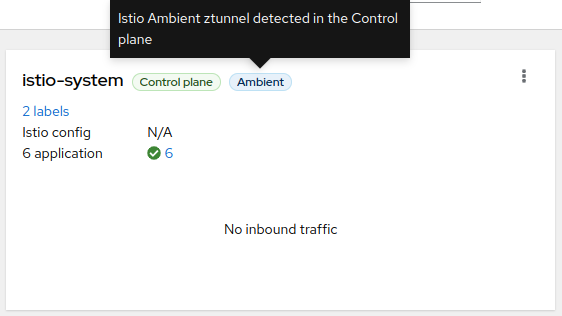 Istio Ambient ztunnel detected in the Control
plane
istio-system Control plane Ambient
2 labels
Istio config N/A
6 application 6
No inbound traffic